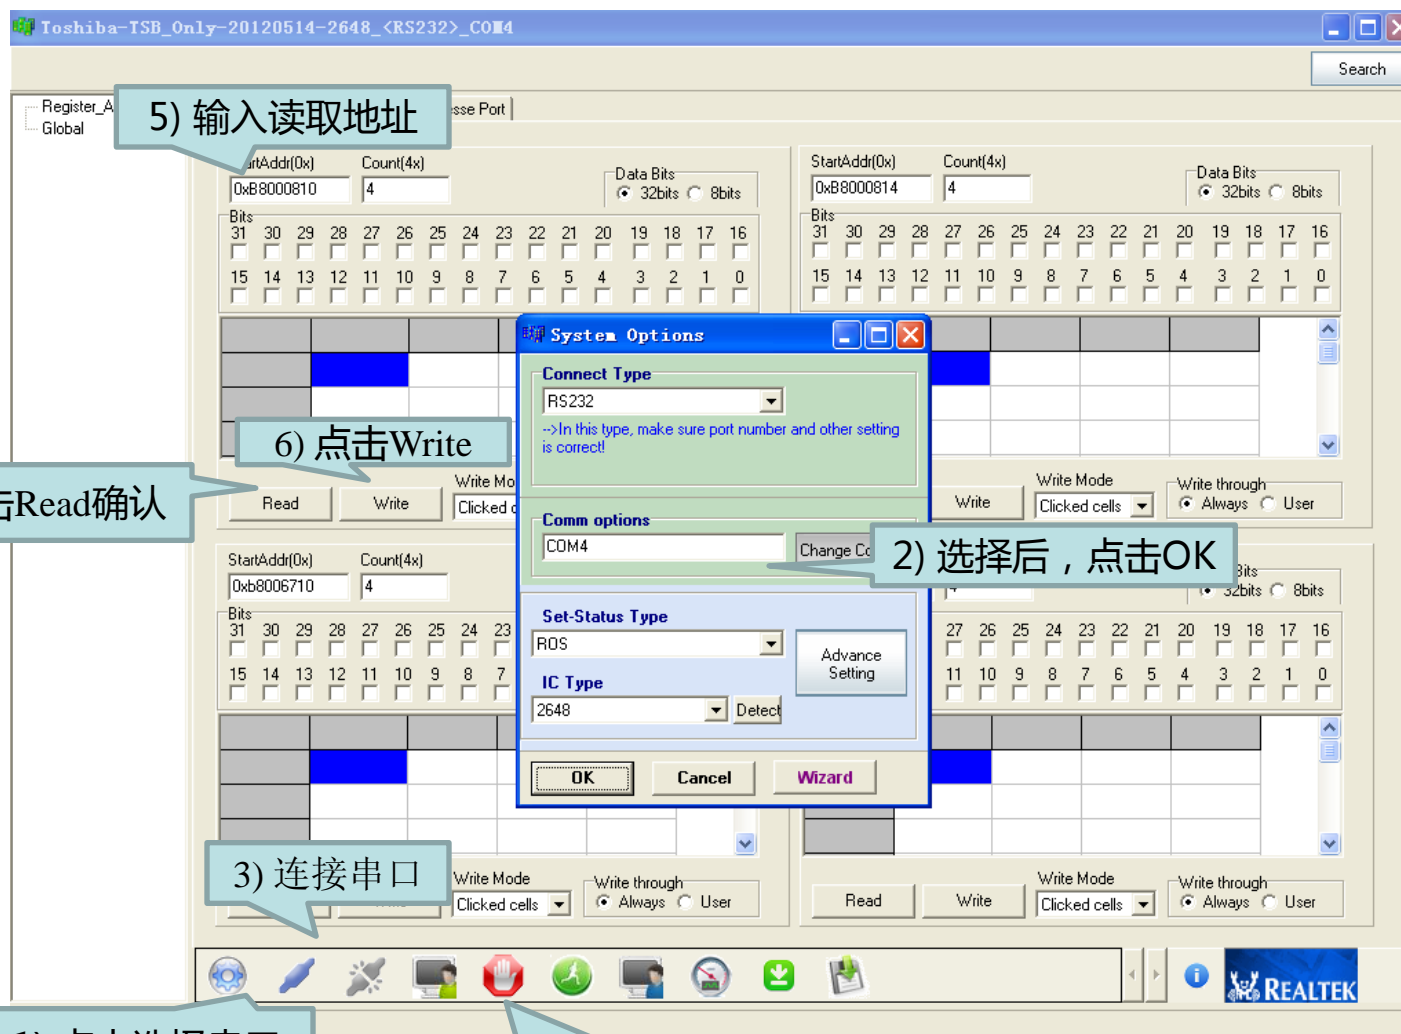 Toshiba-TSB_Only-20120514-2648_<RS232>_COM4
Search
Register_A
Global
5) 输入读取地址
esse Port
StartAddr(0x) Count(4x)
0xB8000810 4
Data Bits
32bits 8bits
Bits
31 30 29 28 27 26 25 24 23 22 21 20 19 18 17 16
15 14 13 12 11 10 9 8 7 6 5 4 3 2 1 0
StartAddr(0x) Count(4x)
0xB8000814 4
Data Bits
32bits 8bits
Bits
31 30 29 28 27 26 25 24 23 22 21 20 19 18 17 16
15 14 13 12 11 10 9 8 7 6 5 4 3 2 1 0
6) 点击Write
击Read确认
Read Write
Write Mo
Clicked c
Write
Write Mode
Clicked cells
Write through
Always User
System Options
Connect Type
RS232
-->In this type, make sure port number and other setting
is correct!
Comm options
COM4
Change Co
2) 选择后，点击OK
Set-Status Type
ROS
Advance
Setting
IC Type
2648
Detect
OK Cancel Wizard
StartAddr(0x) Count(4x)
0xb8006710 4
Bits
31 30 29 28 27 26 25 24 23
15 14 13 12 11 10 9 8 7
4
Bits
32bits 8bits
27 26 25 24 23 22 21 20 19 18 17 16
11 10 9 8 7 6 5 4 3 2 1 0
3) 连接串口
Write Mode
Clicked cells
Write through
Always User
Read Write
Write Mode
Clicked cells
Write through
Always User
REALTEK